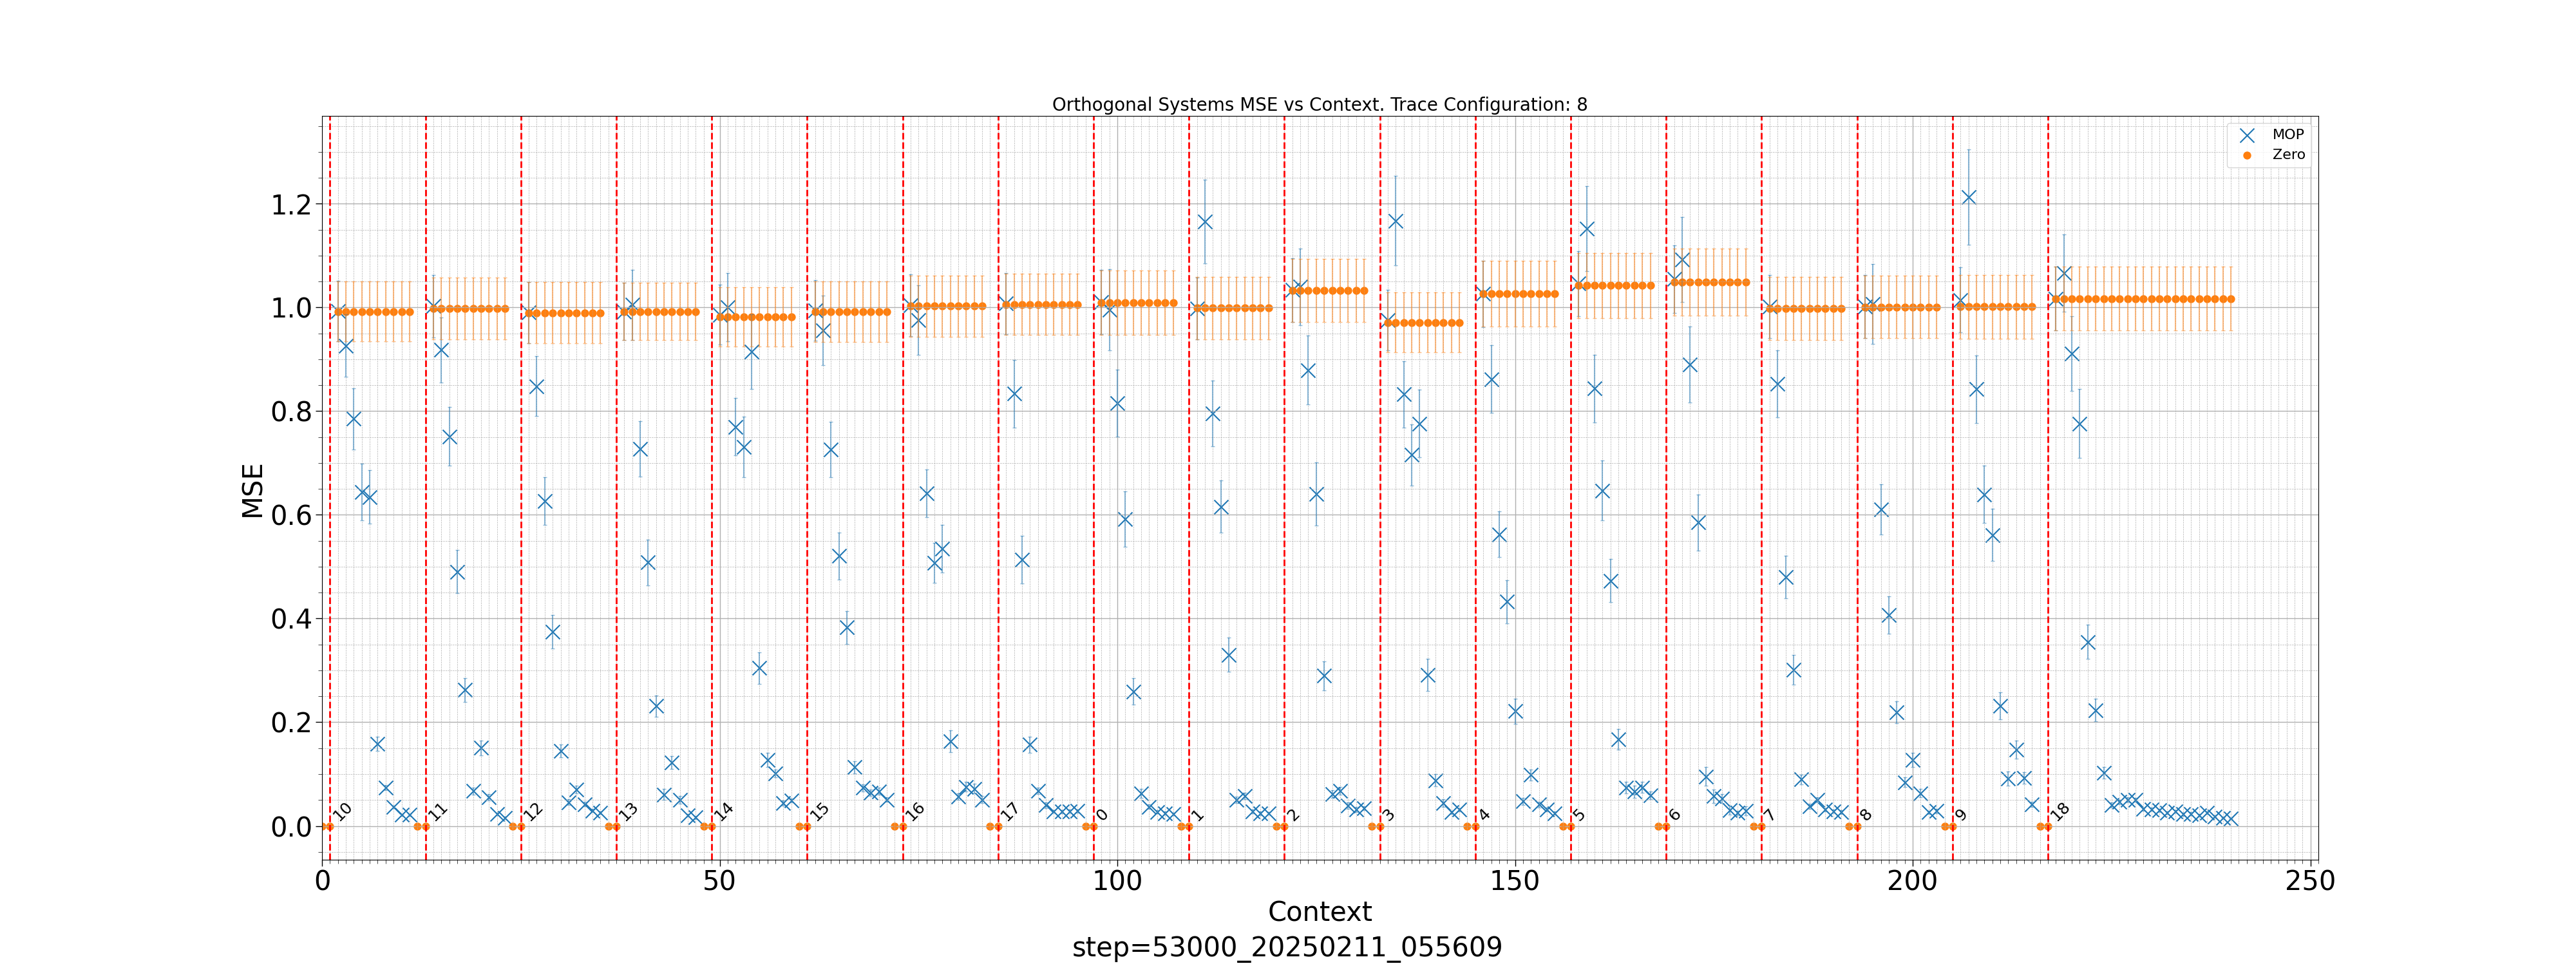 Orthogonal Systems MSE vs Context. Trace Configuration: 8
MOP
Zero
MSE
1.2
1.0
0.8
0.6
0.4
0.2
0.0
10 11 12 13 14 15 16 17 0 1 2 3 4 5 6 7 8 9 18
0 50 100 150 200 250
Context
step=53000_20250211_055609